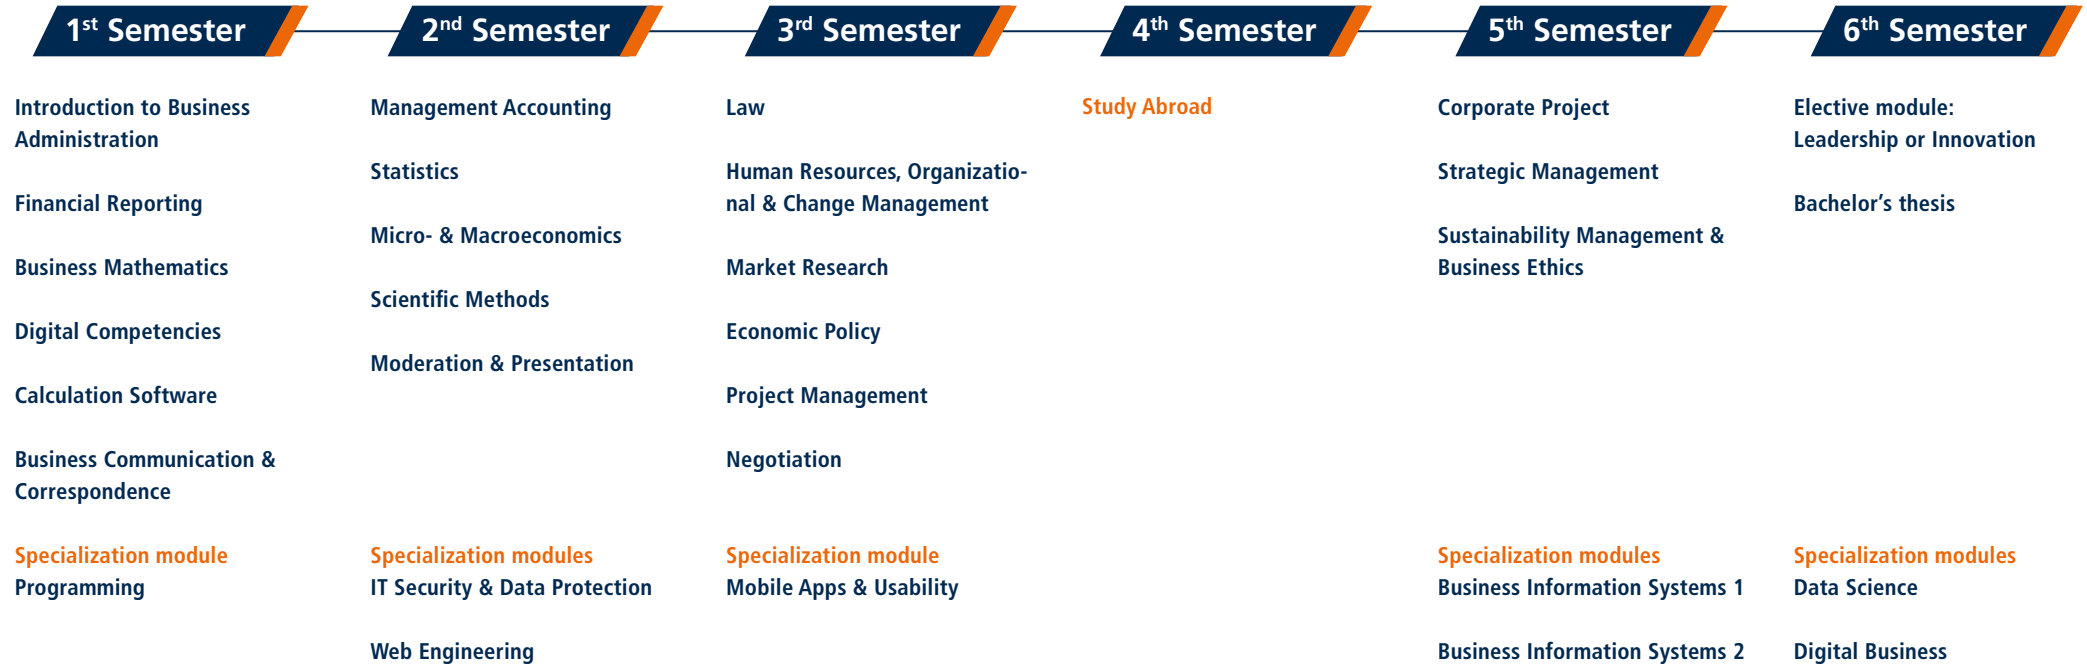 1st Semester
2nd Semester
3rd Semester
4th Semester
5th Semester
6th Semester
Introduction to Business
Administration
Financial Reporting
Business Mathematics
Digital Competencies
Calculation Software
Business Communication &
Correspondence
Specialization module
Programming
Management Accounting
Statistics
Micro- & Macroeconomics
Scientific Methods
Moderation & Presentation
Specialization modules
IT Security & Data Protection
Web Engineering
Law
Human Resources, Organizatio-
nal & Change Management
Market Research
Economic Policy
Project Management
Negotiation
Specialization module
Mobile Apps & Usability
Study Abroad
Corporate Project
Strategic Management
Sustainability Management &
Business Ethics
Specialization modules
Business Information Systems 1
Business Information Systems 2
Elective module:
Leadership or Innovation
Bachelor’s thesis
Specialization modules
Data Science
Digital Business